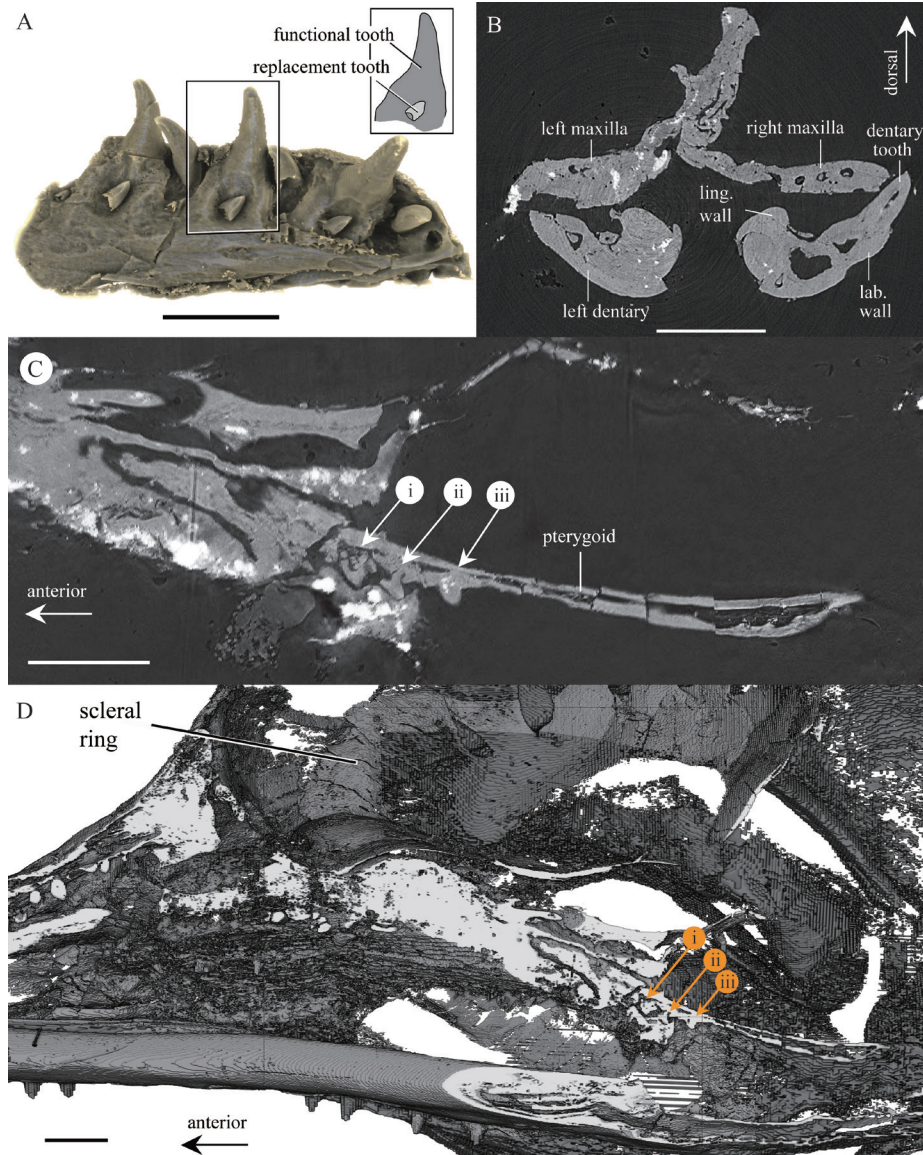 A
functional tooth
replacement tooth
B
dorsal
left maxilla
right maxilla
dentary
tooth
ling.
wall
left dentary
lab.
wall
C
i
ii
iii
pterygoid
anterior
D
scleral
ring
i
ii
iii
anterior